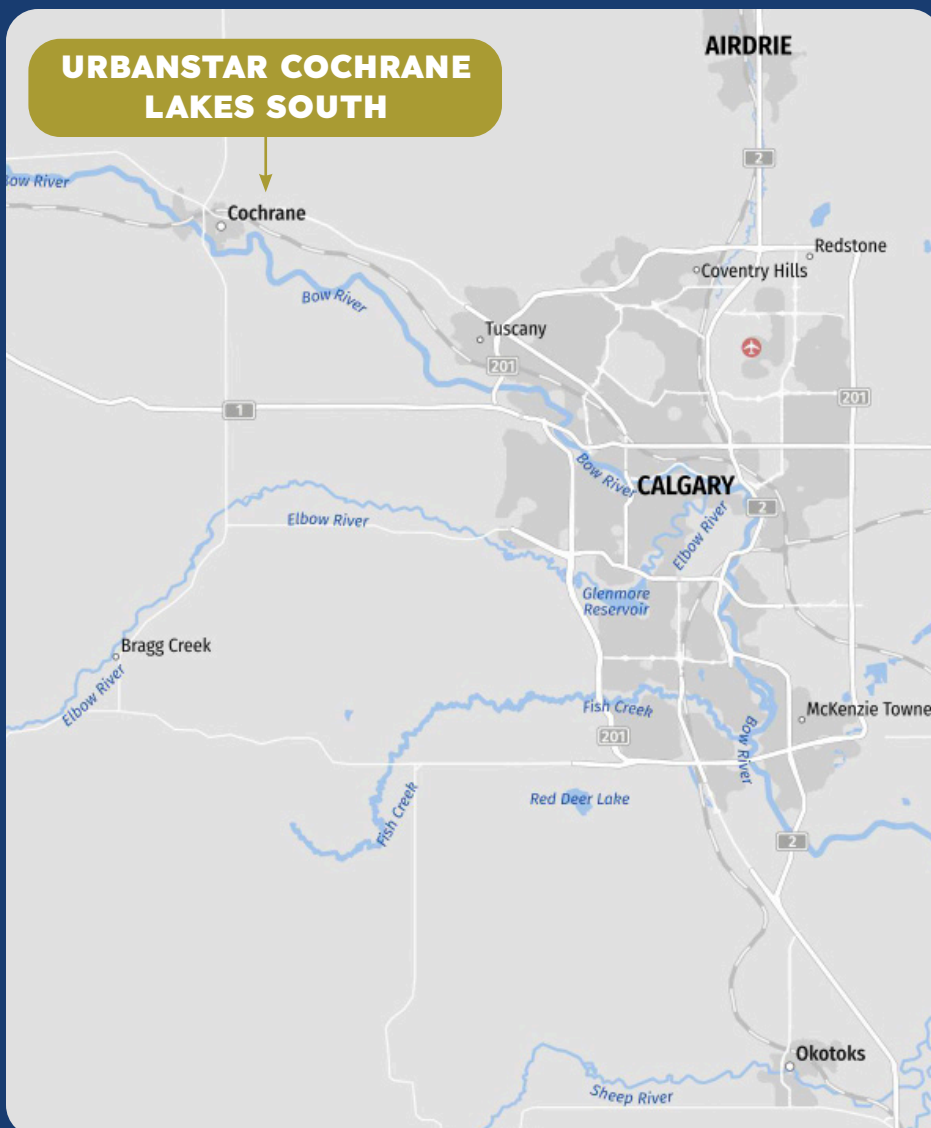 AIRDRIE
URBANSTAR COCHRANE
LAKES SOUTH
2
Bow River
Cochrane
Redstone
Coventry Hills
Bow River
Tuscany
201
201
1
Bow River
CALGARY
2
Elbow River
Elbow River
Glenmore
Reservoir
Bragg Creek
Elbow River
Fish Creek
McKenzie Towne
201
Bow River
Red Deer Lake
Fish Creek
2
Okotoks
Sheep River